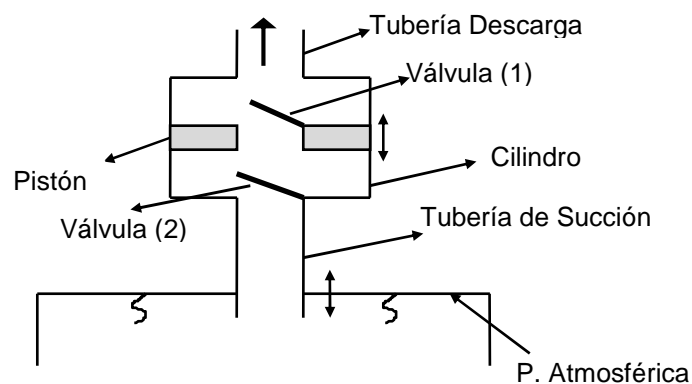 Tubería Descarga
Válvula (1)
Cilindro
Pistón
Tubería de Succión
Válvula (2)
P. Atmosférica